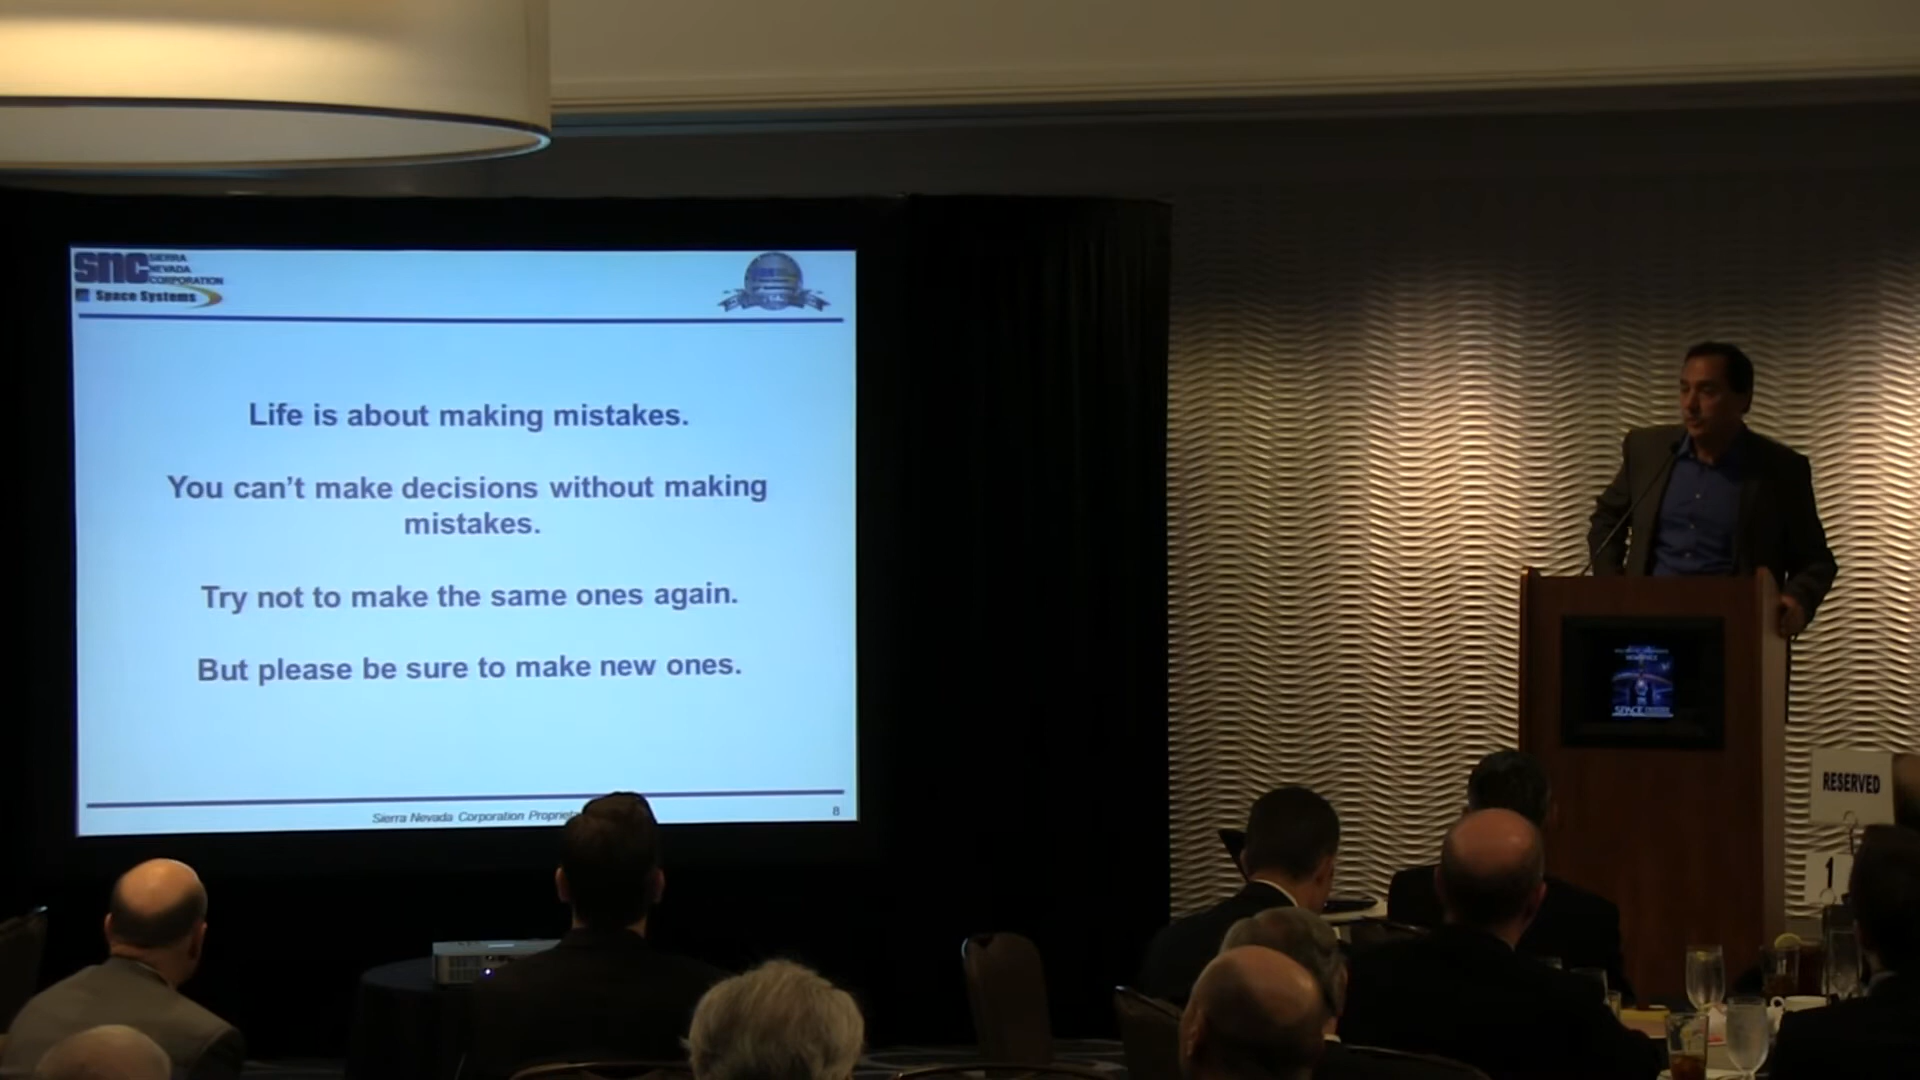 SNC SIERRA
NEVADA
CORPORATION
Space Systems
Life is about making mistakes.
You can't make decisions without making
mistakes.
Try not to make the same ones again.
But please be sure to make new ones.
Sierra Nevada Corporation
8
SPACE
RESERVED
1